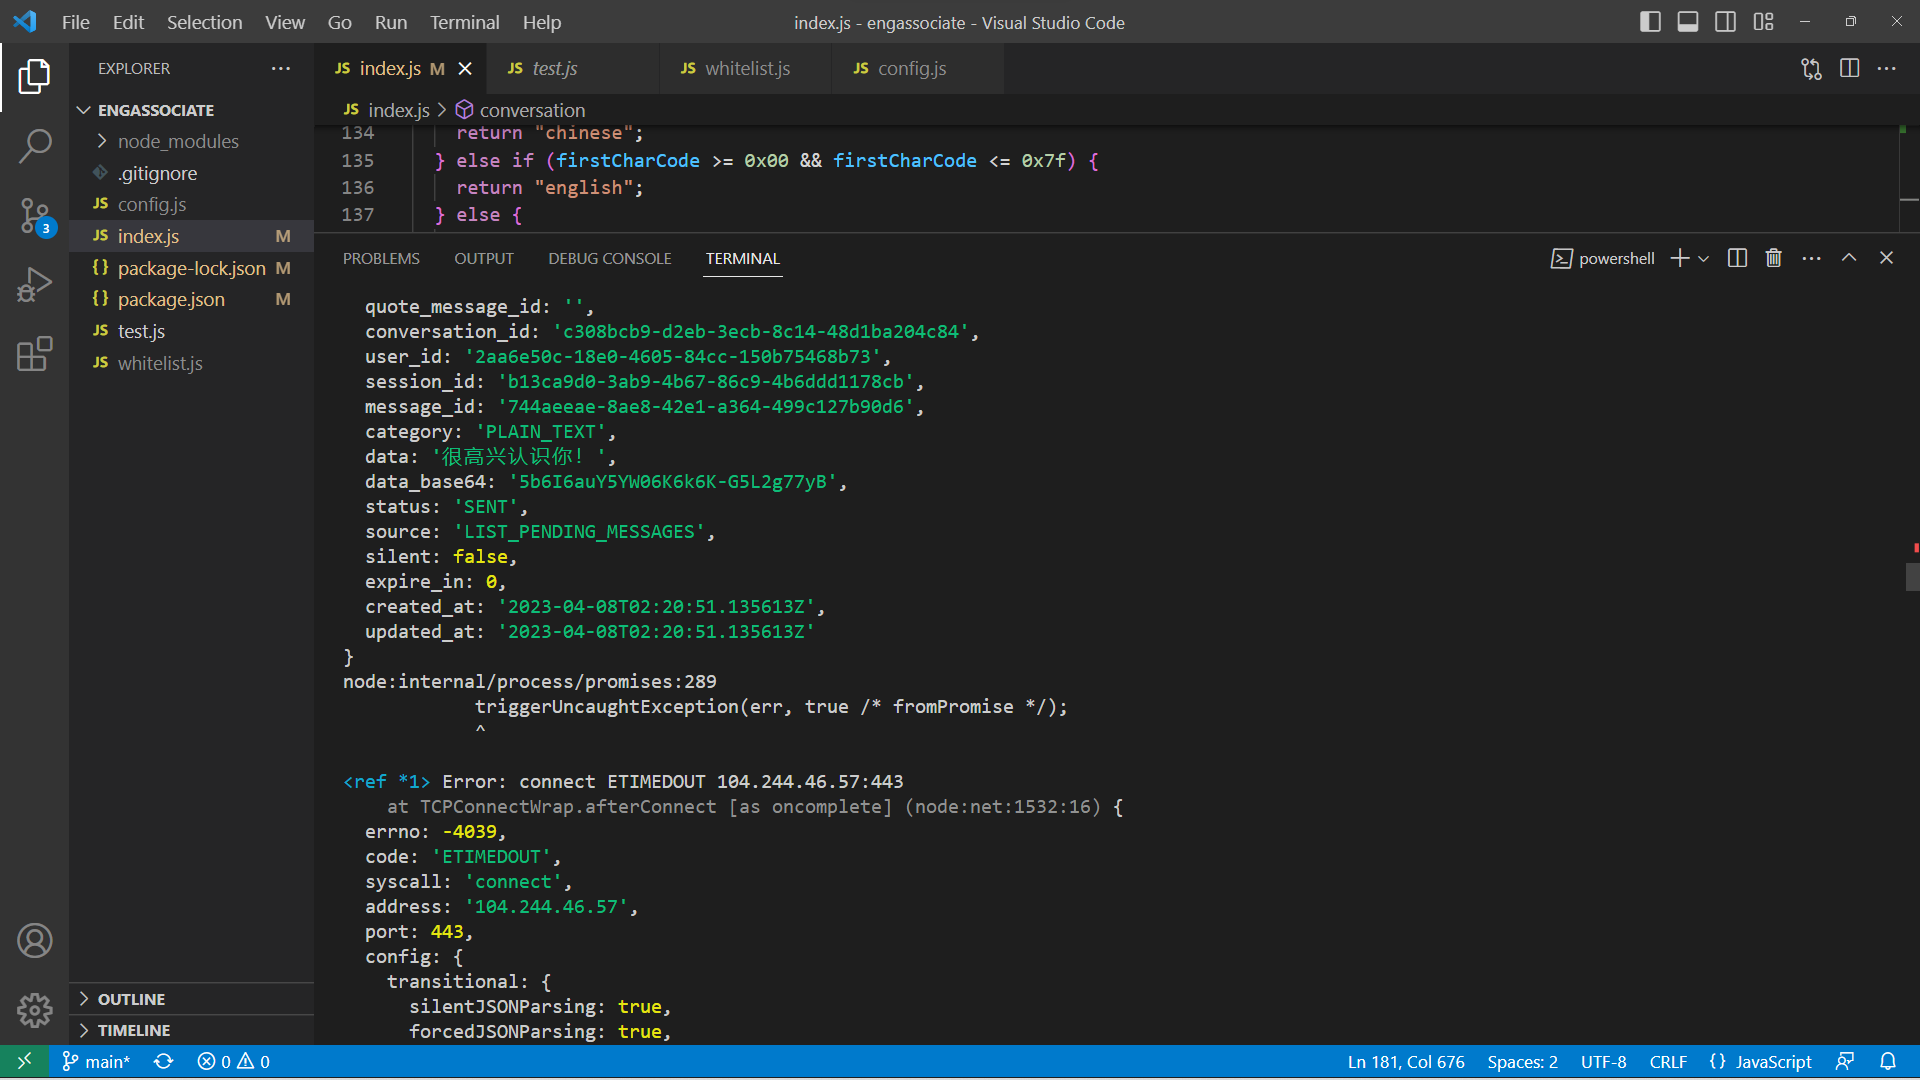 File Edit Selection View Go Run Terminal Help
index.js - engassociate - Visual Studio Code
EXPLORER
ENGASSOCIATE
node_modules
.gitignore
JS config.js
JS index.js M
{} package-lock.json M
{} package.json M
JS test.js
JS whitelist.js
OUTLINE
TIMELINE
3
JS index.js M
JS test.js
JS whitelist.js
JS config.js
JS index.js > conversation
134 return "chinese";
135 } else if (firstCharCode >= 0x00 && firstCharCode <= 0x7f) {
136 return "english";
137 } else {
PROBLEMS OUTPUT DEBUG CONSOLE TERMINAL
powershell
quote_message_id: '',
conversation_id: 'c308bcb9-d2eb-3ecb-8c14-48d1ba204c84',
user_id: '2aa6e50c-18e0-4605-84cc-150b75468b73',
session_id: 'b13ca9d0-3ab9-4b67-86c9-4b6ddd1178cb',
message_id: '744aeeae-8ae8-42e1-a364-499c127b90d6',
category: 'PLAIN_TEXT',
data: '很高兴认识你！',
data_base64: '5b6I6auY5YW06K6k6K-G5L2g77yB',
status: 'SENT',
source: 'LIST_PENDING_MESSAGES',
silent: false,
expire_in: 0,
created_at: '2023-04-08T02:20:51.135613Z',
updated_at: '2023-04-08T02:20:51.135613Z'
}
node:internal/process/promises:289
triggerUncaughtException(err, true /* fromPromise */);
^
<ref *1> Error: connect ETIMEDOUT 104.244.46.57:443
at TCPConnectWrap.afterConnect [as oncomplete] (node:net:1532:16) {
errno: -4039,
code: 'ETIMEDOUT',
syscall: 'connect',
address: '104.244.46.57',
port: 443,
config: {
transitional: {
silentJSONParsing: true,
forcedJSONParsing: true,
main* 0 0
Ln 181, Col 676 Spaces: 2 UTF-8 CRLF {} JavaScript